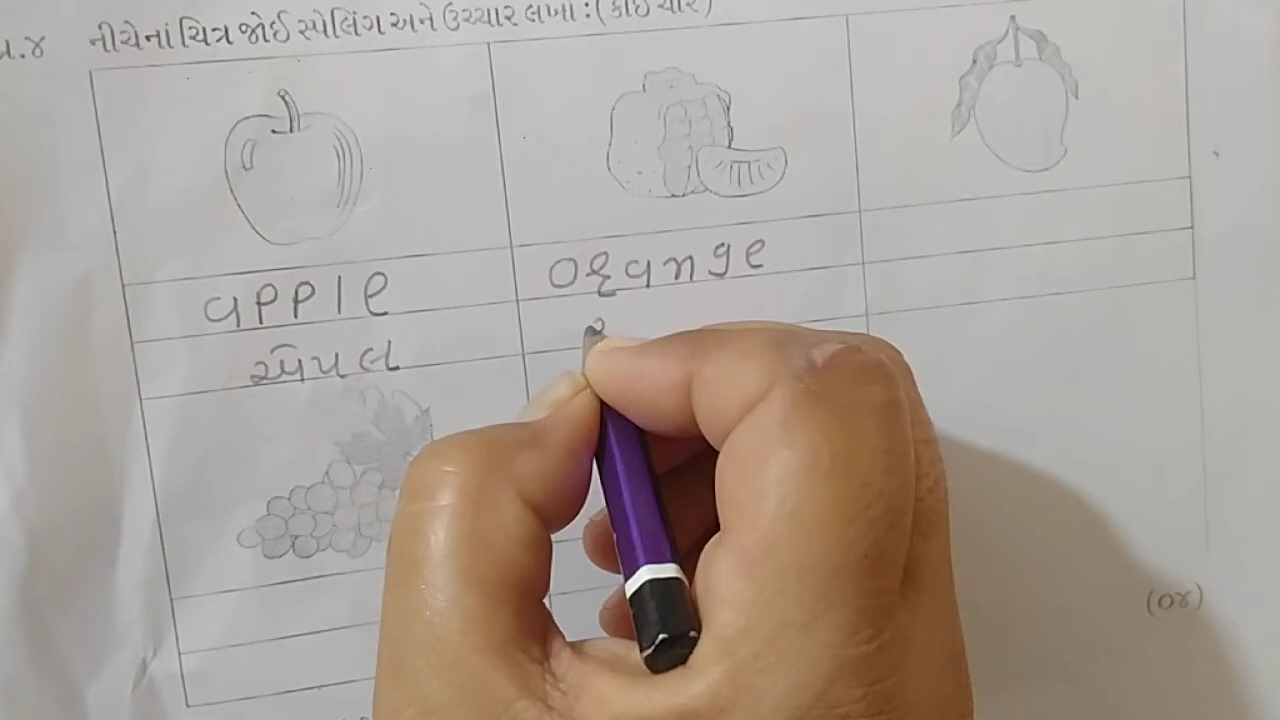 પ્ર.૪ નીચેનાં ચિત્ર જોઈ સ્પેલિંગ અને ઉચ્ચાર લખો : (કોઈ ચાર)
apple
orange
એપલ
(૦૪)